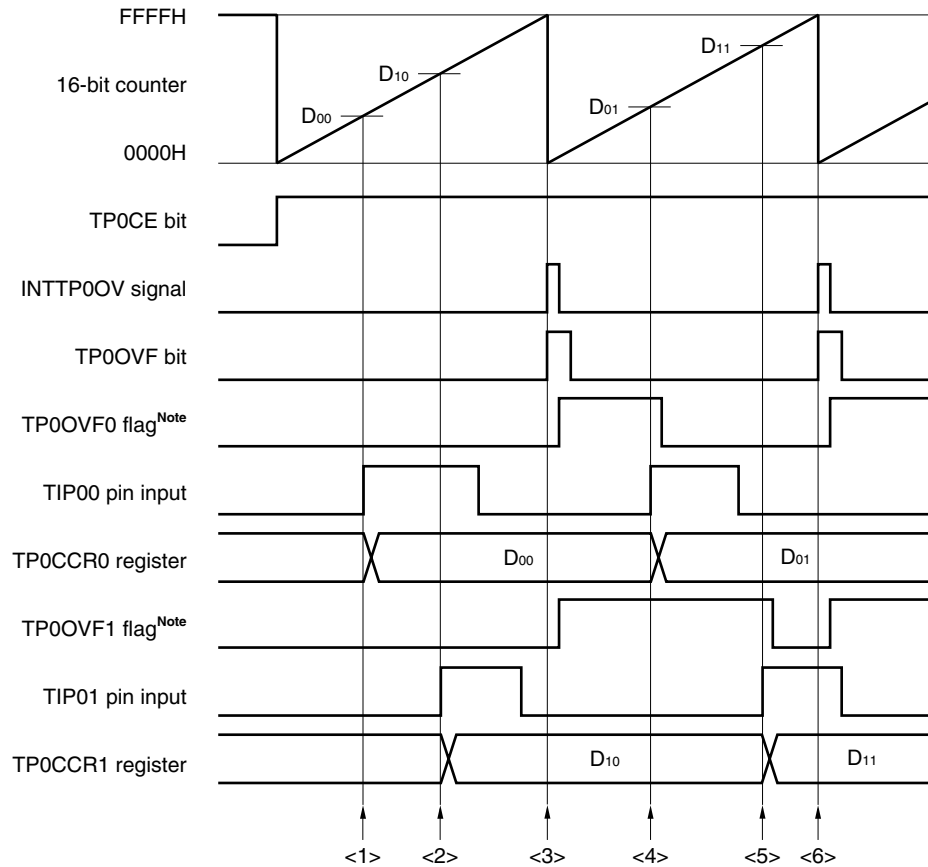 FFFFH
D11
D10
16-bit counter
D01
D00
0000H
TP0CE bit
INTTP0OV signal
TP0OVF bit
TP0OVF0 flagNote
TIP00 pin input
TP0CCR0 register D00 D01
TP0OVF1 flagNote
TIP01 pin input
TP0CCR1 register D10 D11
<1> <2> <3> <4> <5> <6>